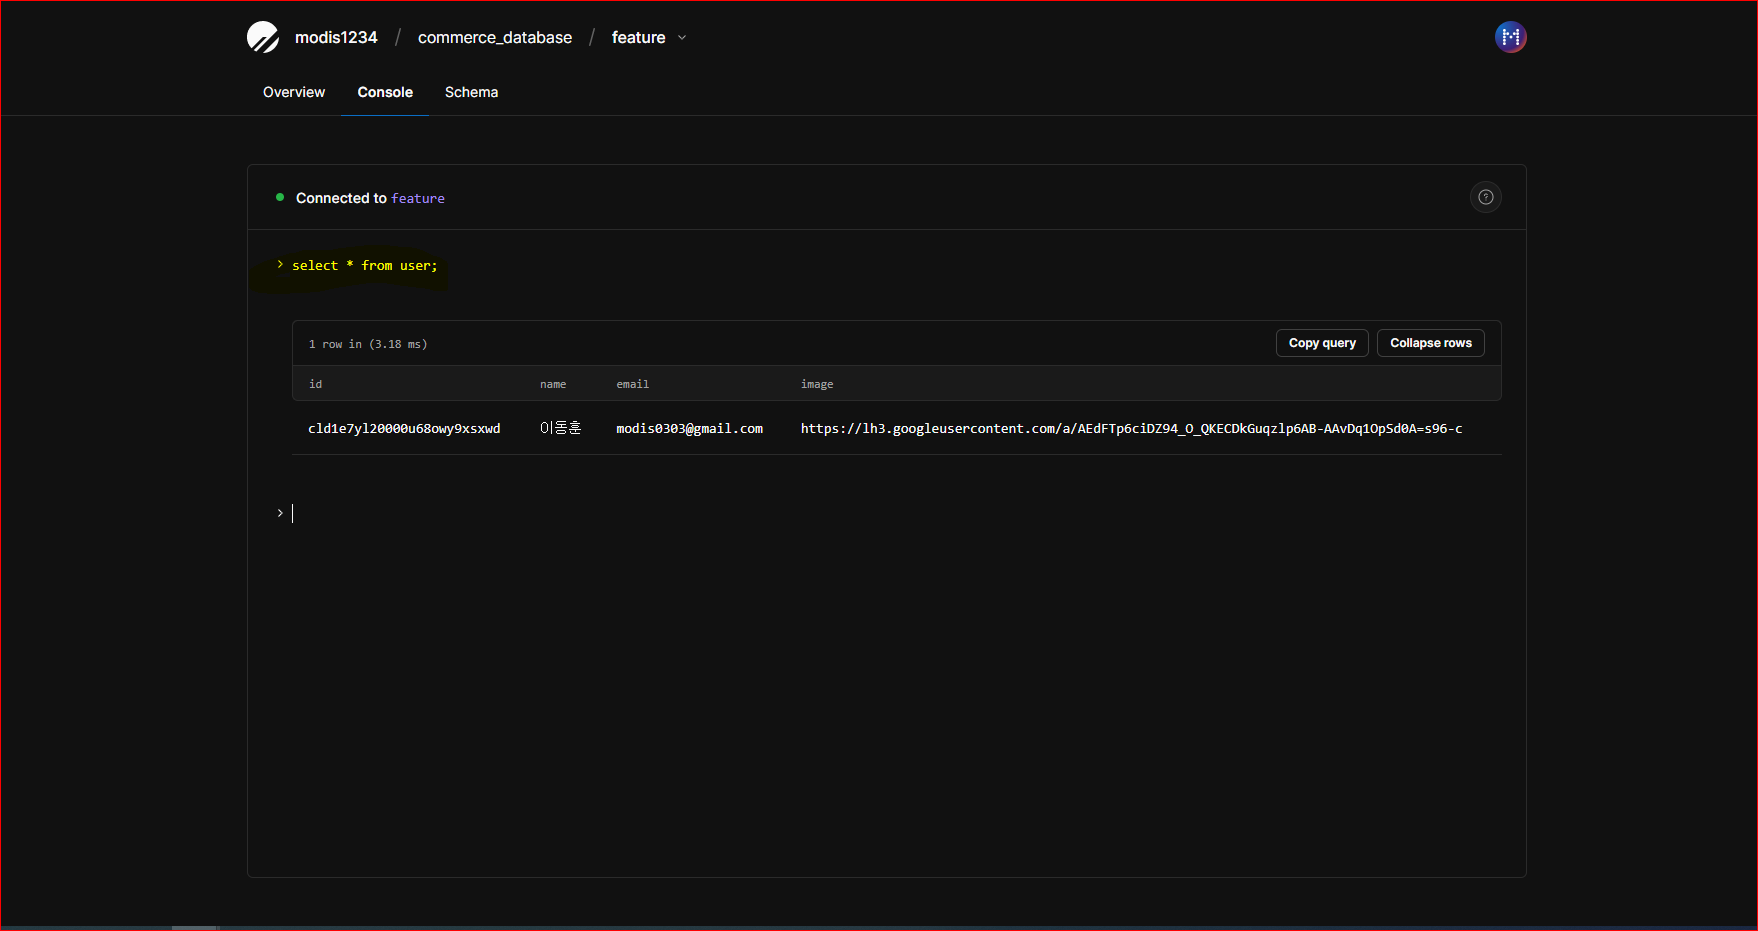 modis1234 / commerce_database / feature
Overview Console Schema
Connected to feature
> select * from user;
1 row in (3.18 ms) Copy query Collapse rows
id name email image
cld1e7yl20000u68owy9xsxwd 이동훈 modis0303@gmail.com https://lh3.googleusercontent.com/a/AEdFTp6ciDZ94_O_QKECDkGuqzlp6AB-AAvDq1OpSd0A=s96-c
>